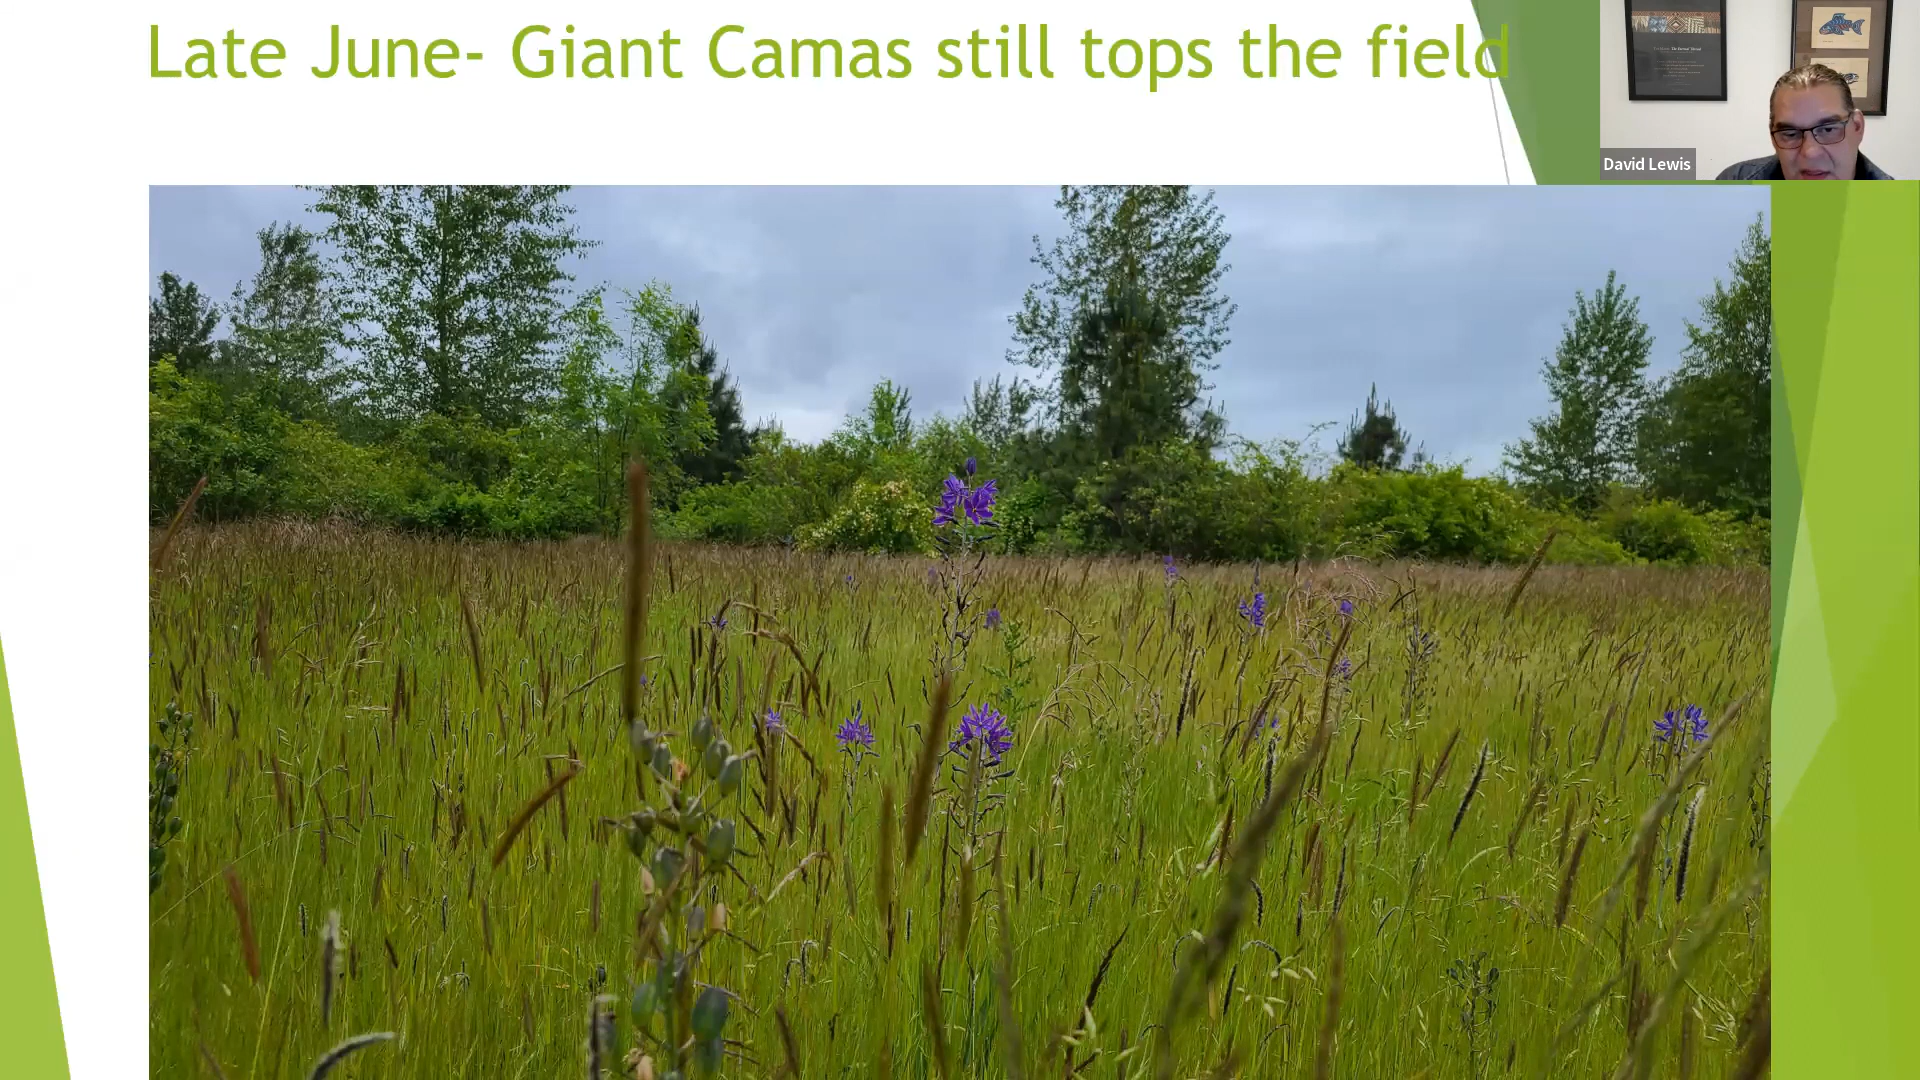 Late June- Giant Camas still tops the field
David Lewis